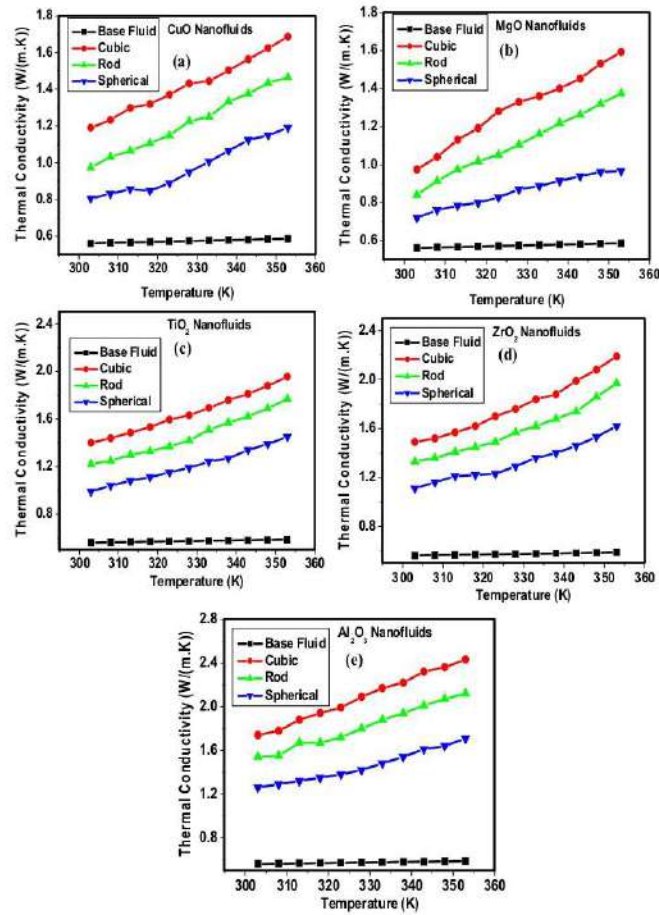 CuO Nanofluids
(a)
Base Fluid
Cubic
Rod
Spherical
Thermal Conductivity (W/(m.K)
1.8
1.6
1.4
1.2
1.0
0.8
0.6
300 310 320 330 340 350 360
Temperature (K)
MgO Nanofluids
(b)
Base Fluid
Cubic
Rod
Spherical
Thermal Conductivity (W/(m.K)
1.8
1.6
1.4
1.2
1.0
0.8
0.6
300 310 320 330 340 350 360
Temperature (K)
TiO₂ Nanofluids
(c)
Base Fluid
Cubic
Rod
Spherical
Thermal Conductivity (W/(m.K)
2.4
2.0
1.6
1.2
0.8
300 310 320 330 340 350 360
Temperature (K)
ZrO₂ Nanofluids
(d)
Base Fluid
Cubic
Rod
Spherical
Thermal Conductivity (W/(m.K)
2.4
2.0
1.6
1.2
0.8
300 310 320 330 340 350 360
Temperature (K)
Al₂O₃ Nanofluids
(e)
Base Fluid
Cubic
Rod
Spherical
Thermal Conductivity (W/(m.K)
2.8
2.4
2.0
1.6
1.2
0.8
300 310 320 330 340 350 360
Temperature (K)